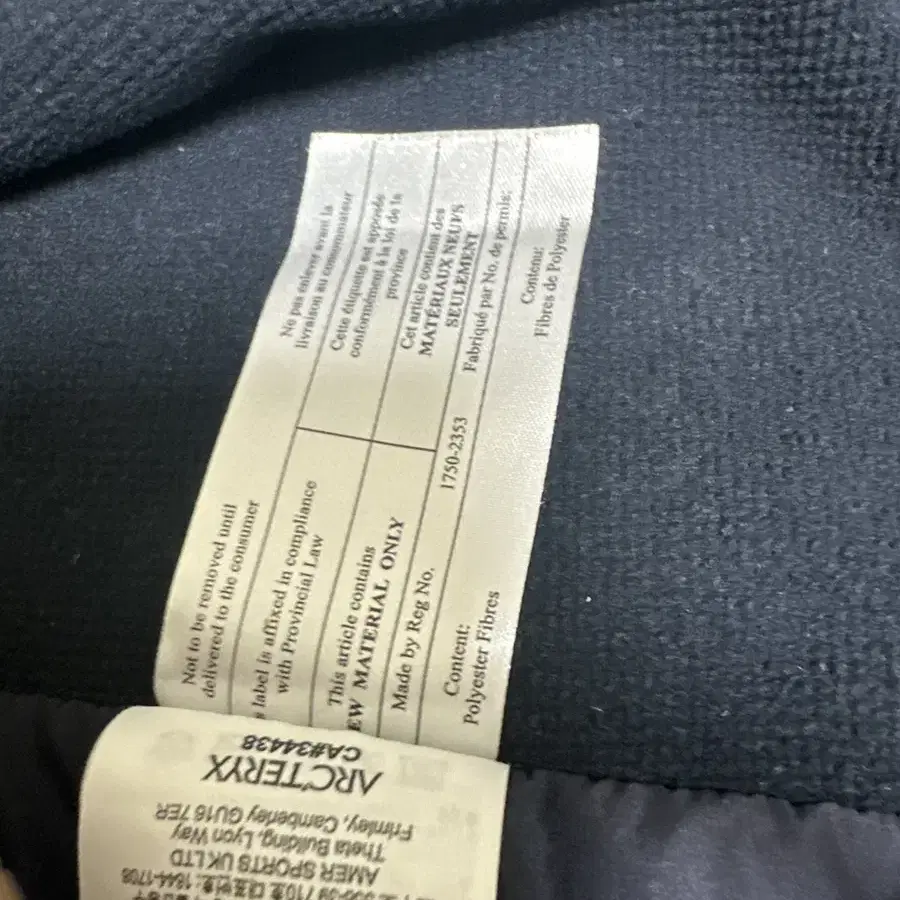 Not to be removed until
delivered to the consumer
Ne pas enlever avant la
livraison au consommateur
label is affixed in compliance
with Provincial Law
Cette étiquette est apposée
conformément à la loi de la
province
This article contains
EW MATERIAL ONLY
Cet article contient des
MATÉRIAUX NEUFS
SEULEMENT
Made by Reg No.
1750-2353
Fabriqué par No. de permis:
Content:
Polyester Fibres
Contenu:
Fibres de Polyester
CA#34438
ARC'TERYX
Frimley, Camberley GU16 7ER
Theta Building, Lyon Way
AMER SPORTS UK LTD
: 1644-1708